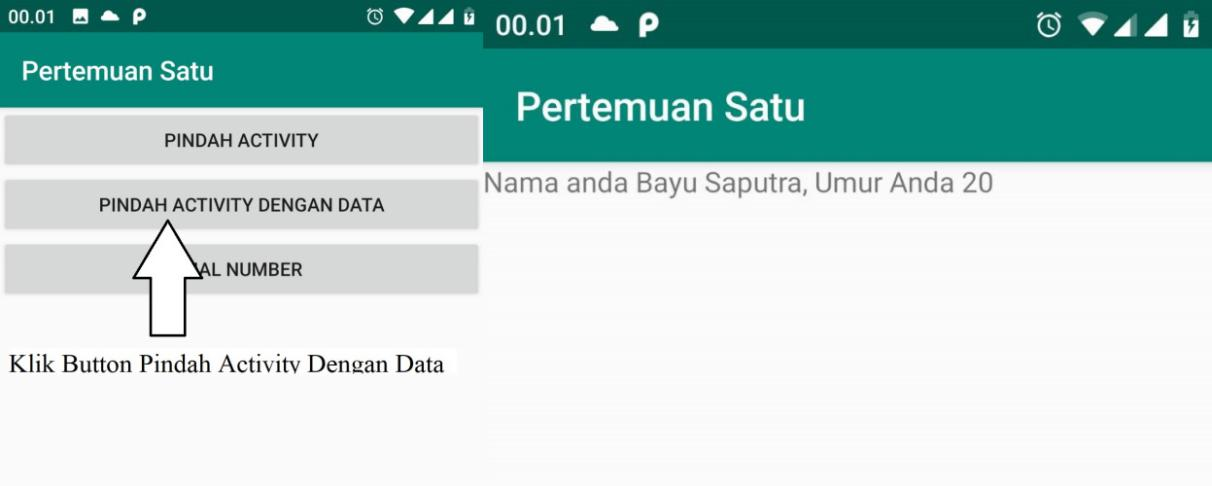 00.01
Pertemuan Satu
PINDAH ACTIVITY
PINDAH ACTIVITY DENGAN DATA
AL NUMBER
Klik Button Pindah Activity Dengan Data
00.01
Pertemuan Satu
Nama anda Bayu Saputra, Umur Anda 20